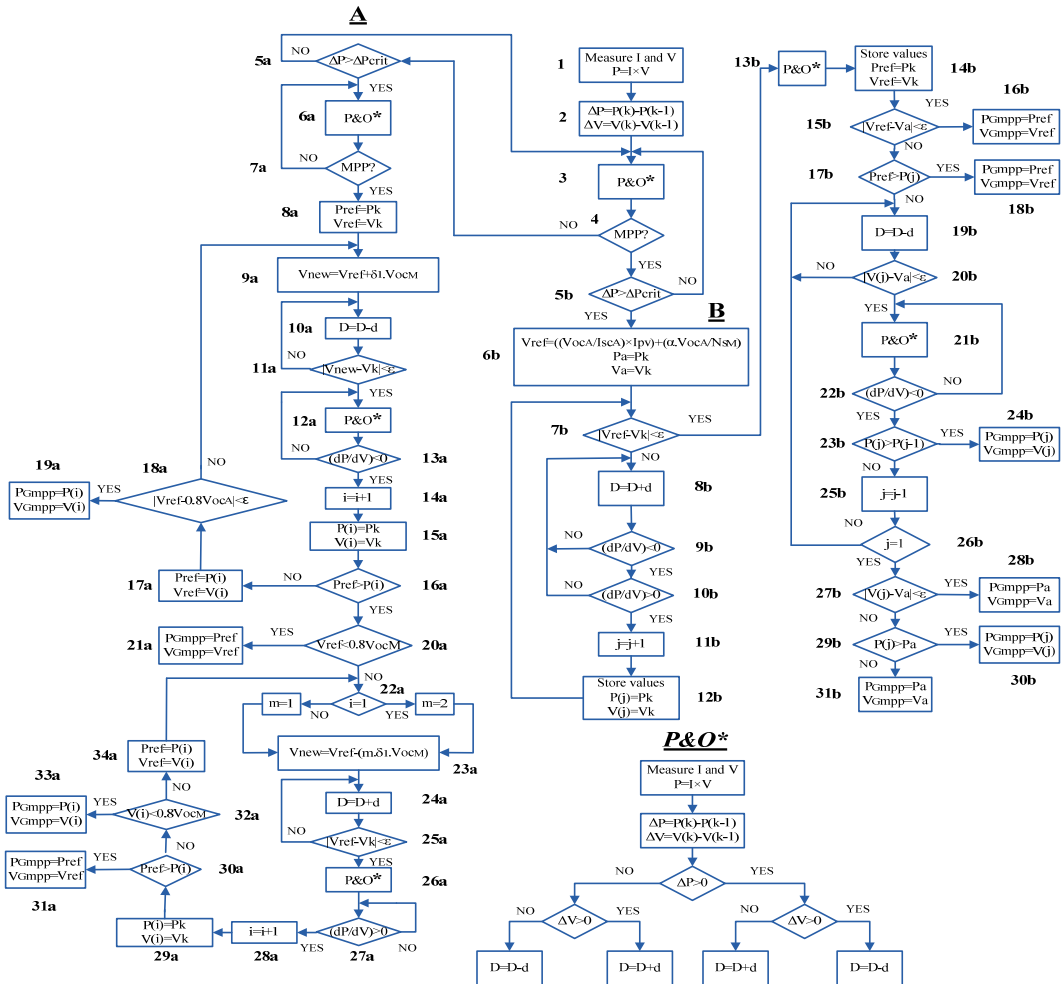 A
5a
NO
ΔP>ΔPcrit
YES
6a
P&O*
7a
NO
MPP?
YES
8a
Pref=Pk
Vref=Vk
9a
Vnew=Vref+δ1.VocM
10a
D=D-d
11a
NO
|Vnew-Vk|<ε
YES
12a
P&O*
NO
(dP/dV)<0
13a
YES
i=i+1
14a
P(i)=Pk
V(i)=Vk
15a
NO
Pref>P(i)
16a
YES
17a
Pref=P(i)
Vref=V(i)
18a
NO
|Vref-0.8VocA|<ε
YES
19a
PGmpp=P(i)
VGmpp=V(i)
21a
PGmpp=Pref
VGmpp=Vref
YES
Vref<0.8VocM
20a
NO
22a
m=1
NO
i=1
YES
m=2
Vnew=Vref-(m.δ1.VocM)
23a
D=D+d
24a
NO
|Vref-Vk|<ε
25a
YES
P&O*
26a
(dP/dV)>0
NO
27a
YES
i=i+1
28a
P(i)=Pk
V(i)=Vk
29a
Pref>P(i)
30a
NO
YES
PGmpp=Pref
VGmpp=Vref
31a
V(i)<0.8VocM
32a
NO
YES
33a
PGmpp=P(i)
VGmpp=V(i)
34a
Pref=P(i)
Vref=V(i)
1
Measure I and V
P=I×V
2
ΔP=P(k)-P(k-1)
ΔV=V(k)-V(k-1)
3
P&O*
4
NO
MPP?
YES
5b
ΔP>ΔPcrit
NO
YES
B
6b
Vref=((VocA/IscA)×Ipv)+(α.VocA/NsM)
Pa=Pk
Va=Vk
7b
|Vref-Vk|<ε
YES
NO
D=D+d
8b
NO
(dP/dV)<0
9b
YES
NO
(dP/dV)>0
10b
YES
j=j+1
11b
Store values
P(j)=Pk
V(j)=Vk
12b
13b
P&O*
Store values
Pref=Pk
Vref=Vk
14b
15b
|Vref-Va|<ε
YES
16b
PGmpp=Pref
VGmpp=Vref
NO
17b
Pref>P(j)
YES
PGmpp=Pref
VGmpp=Vref
18b
NO
D=D-d
19b
NO
|V(j)-Va|<ε
20b
YES
P&O*
21b
22b
(dP/dV)<0
NO
YES
23b
P(j)>P(j-1)
YES
24b
PGmpp=P(j)
VGmpp=V(j)
NO
25b
j=j-1
NO
j=1
26b
YES
27b
|V(j)-Va|<ε
YES
28b
PGmpp=Pa
VGmpp=Va
NO
29b
P(j)>Pa
YES
PGmpp=P(j)
VGmpp=V(j)
30b
NO
31b
PGmpp=Pa
VGmpp=Va
P&O*
Measure I and V
P=I×V
ΔP=P(k)-P(k-1)
ΔV=V(k)-V(k-1)
NO
ΔP>0
YES
NO
ΔV>0
YES
NO
ΔV>0
YES
D=D-d
D=D+d
D=D+d
D=D-d